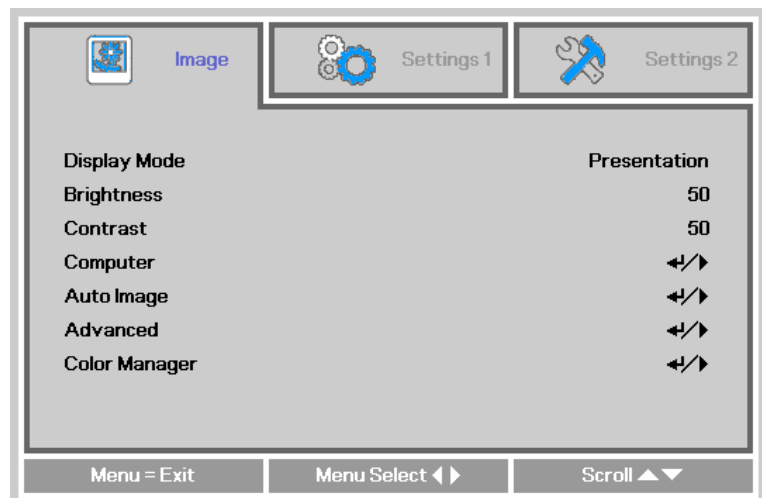 Image
Settings 1
Settings 2
Display Mode Presentation
Brightness 50
Contrast 50
Computer ↵/▶
Auto Image ↵/▶
Advanced ↵/▶
Color Manager ↵/▶
Menu = Exit
Menu Select ◀▶
Scroll ▲▼